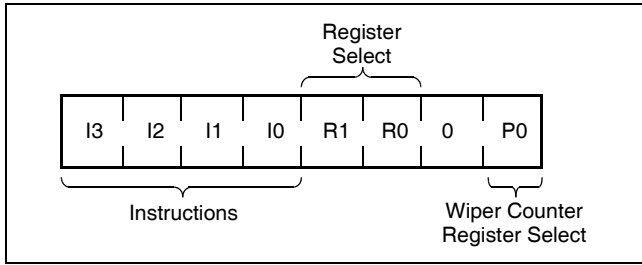 Register
Select
I3 I2 I1 I0 R1 R0 0 P0
Instructions
Wiper Counter
Register Select